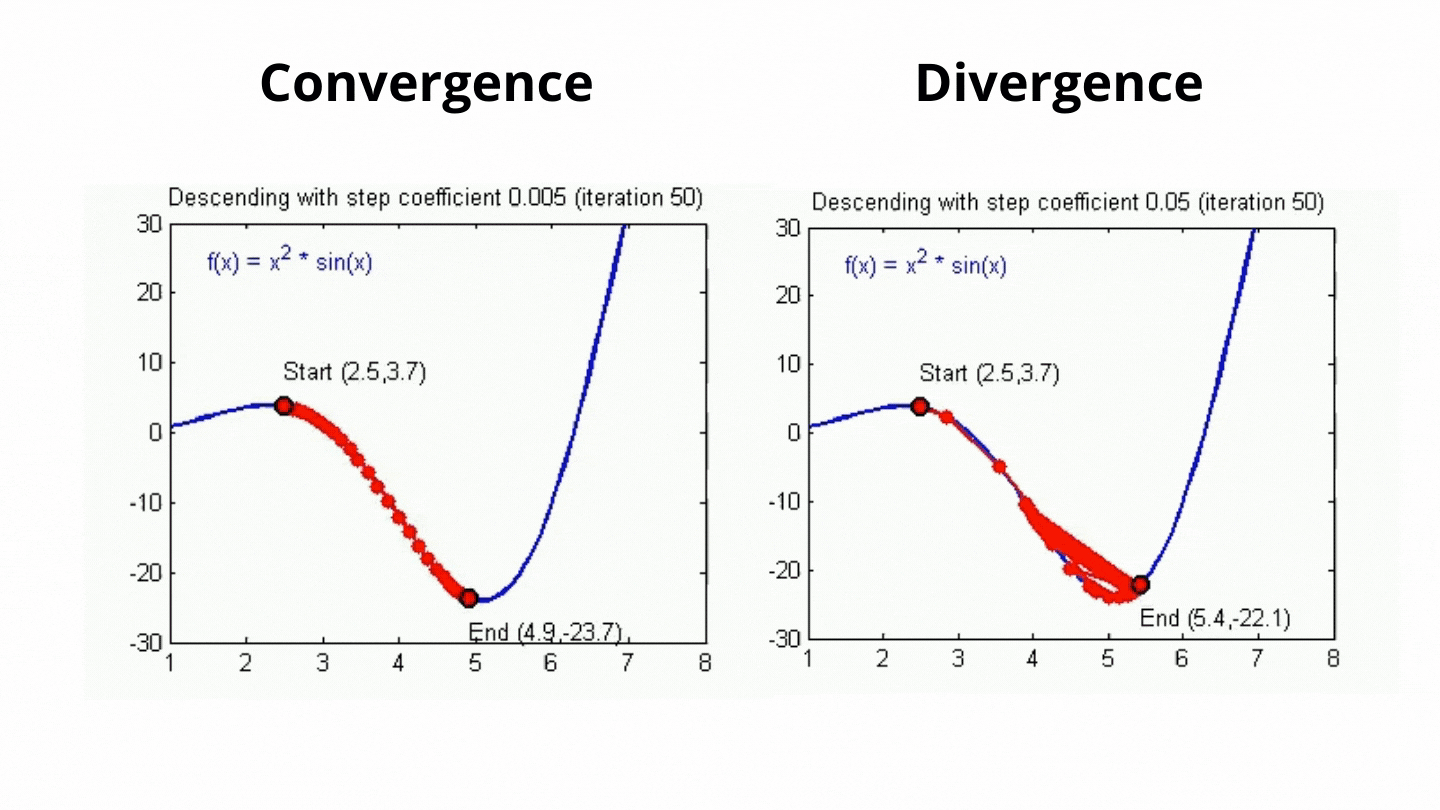 Convergence
Divergence
Descending with step coefficient 0.005 (iteration 50)
30
20
10
0
-10
-20
-30
f(x) = x² * sin(x)
Start (2.5,3.7)
End (4.9,-23.7)
1 2 3 4 5 6 7 8
Descending with step coefficient 0.05 (iteration 50)
30
20
10
0
-10
-20
-30
f(x) = x² * sin(x)
Start (2.5,3.7)
End (5.4,-22.1)
1 2 3 4 5 6 7 8